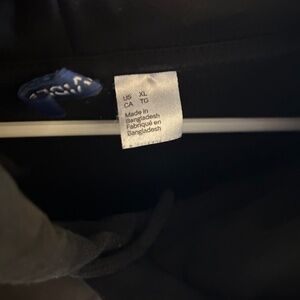 US XL
CA TG
Made in
Bangladesh
Fabriqué en
Bangladesh